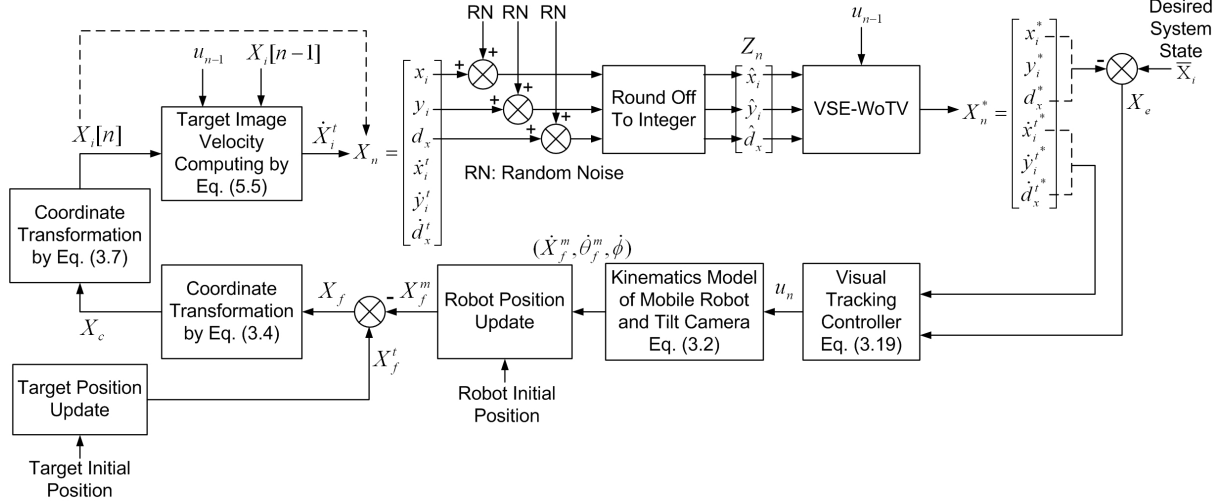 RN RN RN
Desired
System
State
X̅_i
u_{n-1} X_i[n-1]
u_{n-1}
X_i[n]
Target Image
Velocity
Computing by
Eq. (5.5)
Ẋ_i^t
X_n = [x_i y_i d_x ẋ_i^t ẏ_i^t ḋ_x^t]
+ + + + + +
Round Off
To Integer
Z_n
[x̂_i ŷ_i d̂_x]
VSE-WoTV
X_n^* = [x_i^* y_i^* d_x^* ẋ_i^{t*} ẏ_i^{t*} ḋ_x^{t*}]
-
X_e
RN: Random Noise
Coordinate
Transformation
by Eq. (3.7)
X_c
Coordinate
Transformation
by Eq. (3.4)
X_f
-
X_f^m
Robot Position
Update
(Ẋ_f^m, θ̇_f^m, ϕ̇)
Kinematics Model
of Mobile Robot
and Tilt Camera
Eq. (3.2)
u_n
Visual
Tracking
Controller
Eq. (3.19)
X_f^t
Robot Initial
Position
Target Position
Update
Target Initial
Position